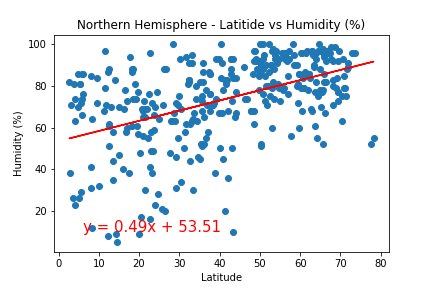 Northern Hemisphere - Latitide vs Humidity (%)
100
80
60
40
20
Humidity (%)
y = 0.49x + 53.51
0 10 20 30 40 50 60 70 80
Latitude